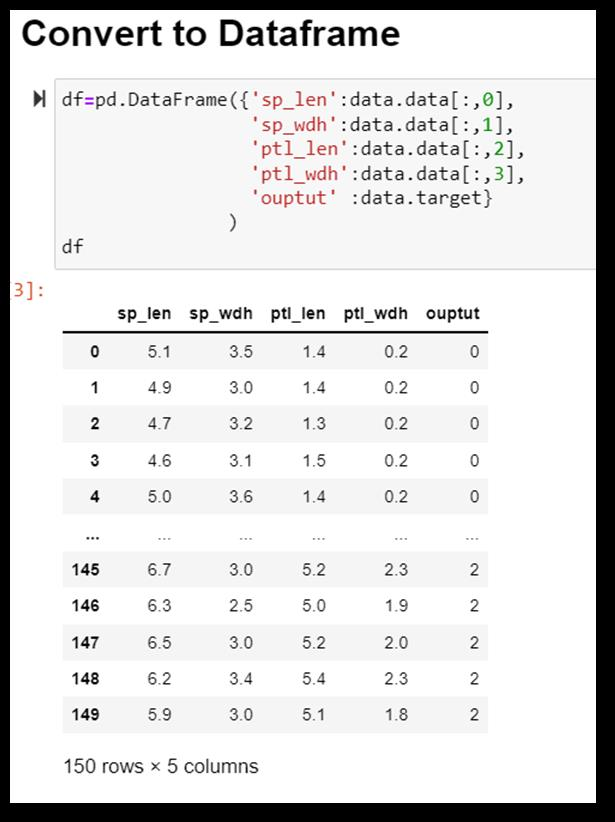 Convert to Dataframe
df=pd.DataFrame({'sp_len':data.data[:,0],
'sp_wdh':data.data[:,1],
'ptl_len':data.data[:,2],
'ptl_wdh':data.data[:,3],
'ouptut' :data.target}
)
df
3]:
sp_len sp_wdh ptl_len ptl_wdh ouptut
0 5.1 3.5 1.4 0.2 0
1 4.9 3.0 1.4 0.2 0
2 4.7 3.2 1.3 0.2 0
3 4.6 3.1 1.5 0.2 0
4 5.0 3.6 1.4 0.2 0
... ... ... ... ... ...
145 6.7 3.0 5.2 2.3 2
146 6.3 2.5 5.0 1.9 2
147 6.5 3.0 5.2 2.0 2
148 6.2 3.4 5.4 2.3 2
149 5.9 3.0 5.1 1.8 2
150 rows × 5 columns